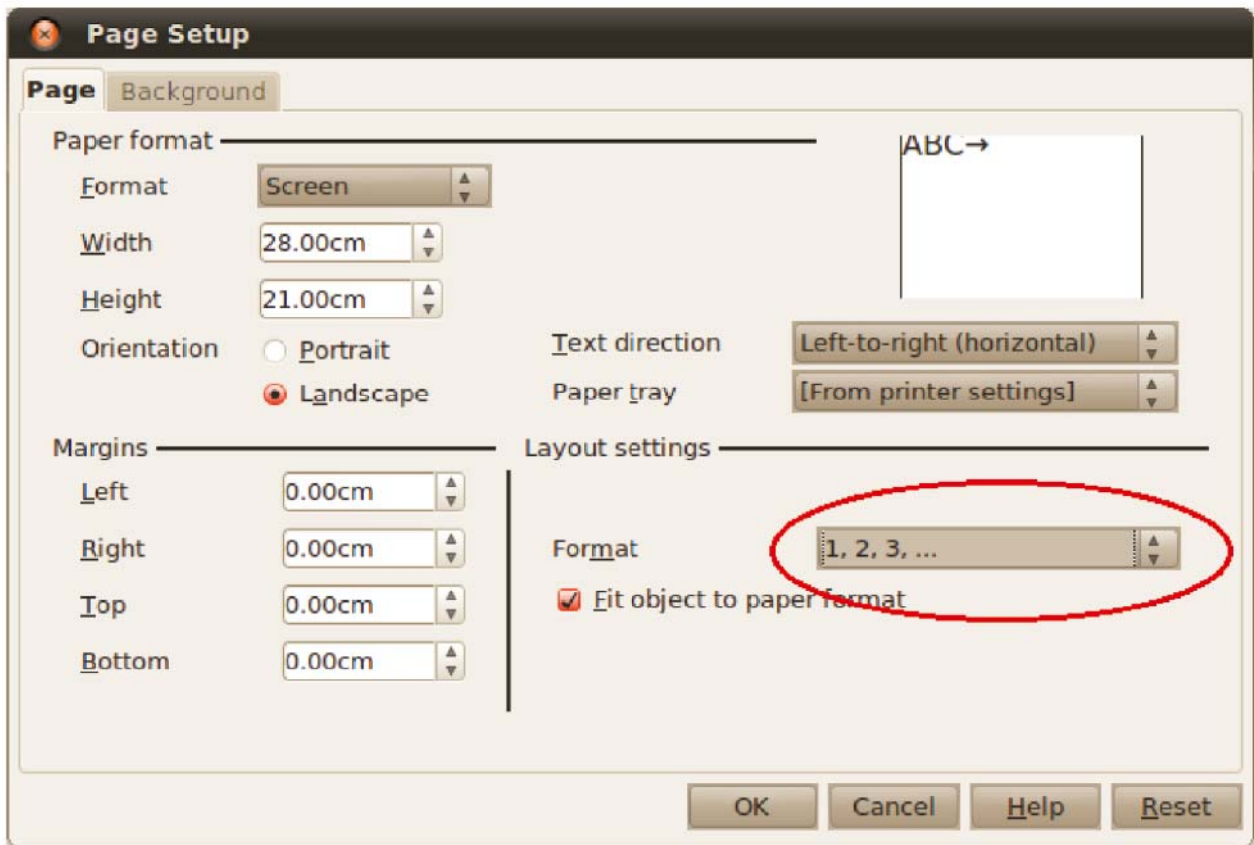 Page Setup
Page Background
Paper format
ABC→
Format Screen
Width 28.00cm
Height 21.00cm
Orientation Portrait
Landscape
Text direction Left-to-right (horizontal)
Paper tray [From printer settings]
Margins
Left 0.00cm
Right 0.00cm
Top 0.00cm
Bottom 0.00cm
Layout settings
Format 1, 2, 3, ...
Fit object to paper format
OK Cancel Help Reset